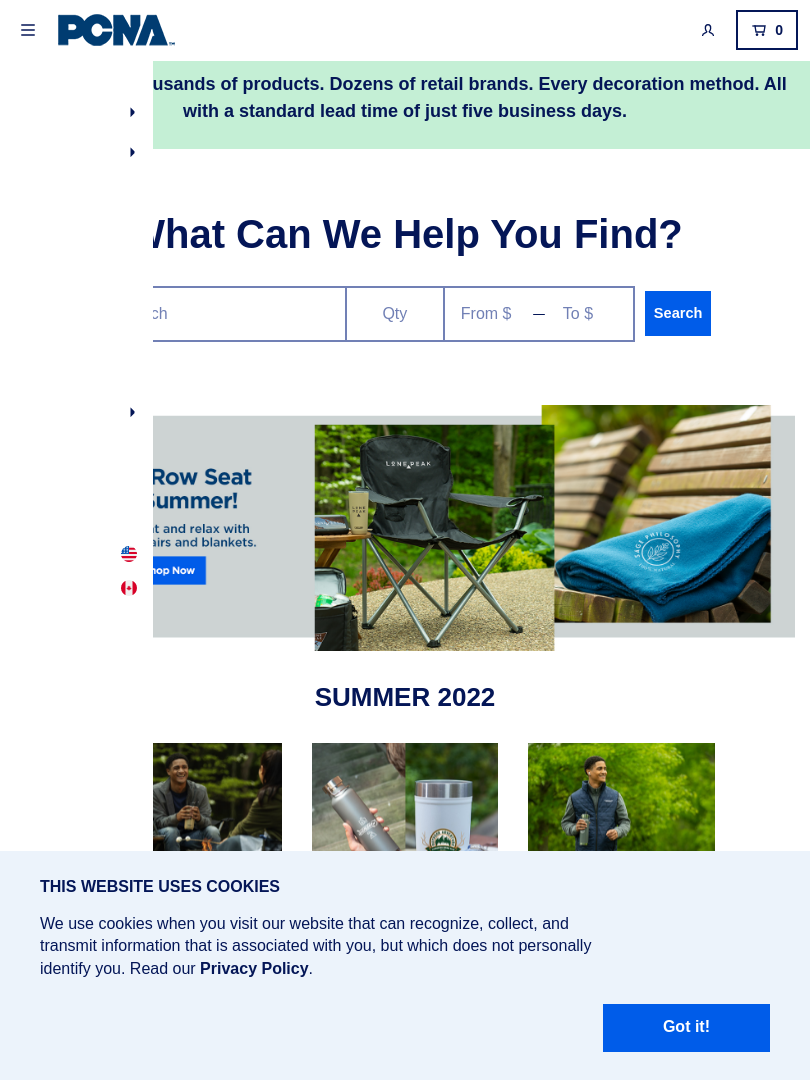 PCNA
0
usands of products. Dozens of retail brands. Every decoration method. All
with a standard lead time of just five business days.
What Can We Help You Find?
ch
Qty
From $
—
To $
Search
Row Seat
ummer!
t and relax with
airs and blankets.
hop Now
LONE PEAK
SAGE PHILOSOPHY
SUMMER 2022
THIS WEBSITE USES COOKIES
We use cookies when you visit our website that can recognize, collect, and
transmit information that is associated with you, but which does not personally
identify you. Read our Privacy Policy.
Got it!